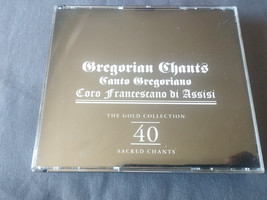 Gregorian Chants
Canto Gregoriano
Coro Francescano di Assisi
THE GOLD COLLECTION
40
SACRED CHANTS